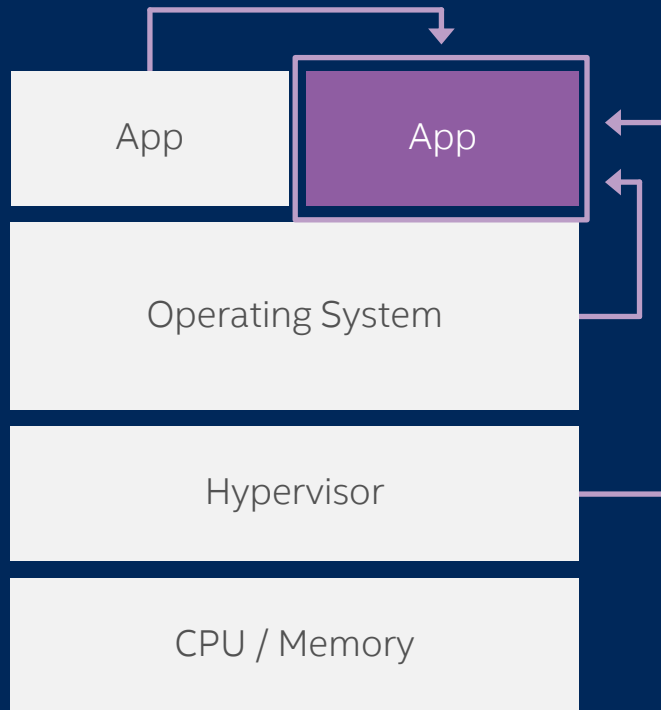 App
App
Operating System
Hypervisor
CPU / Memory